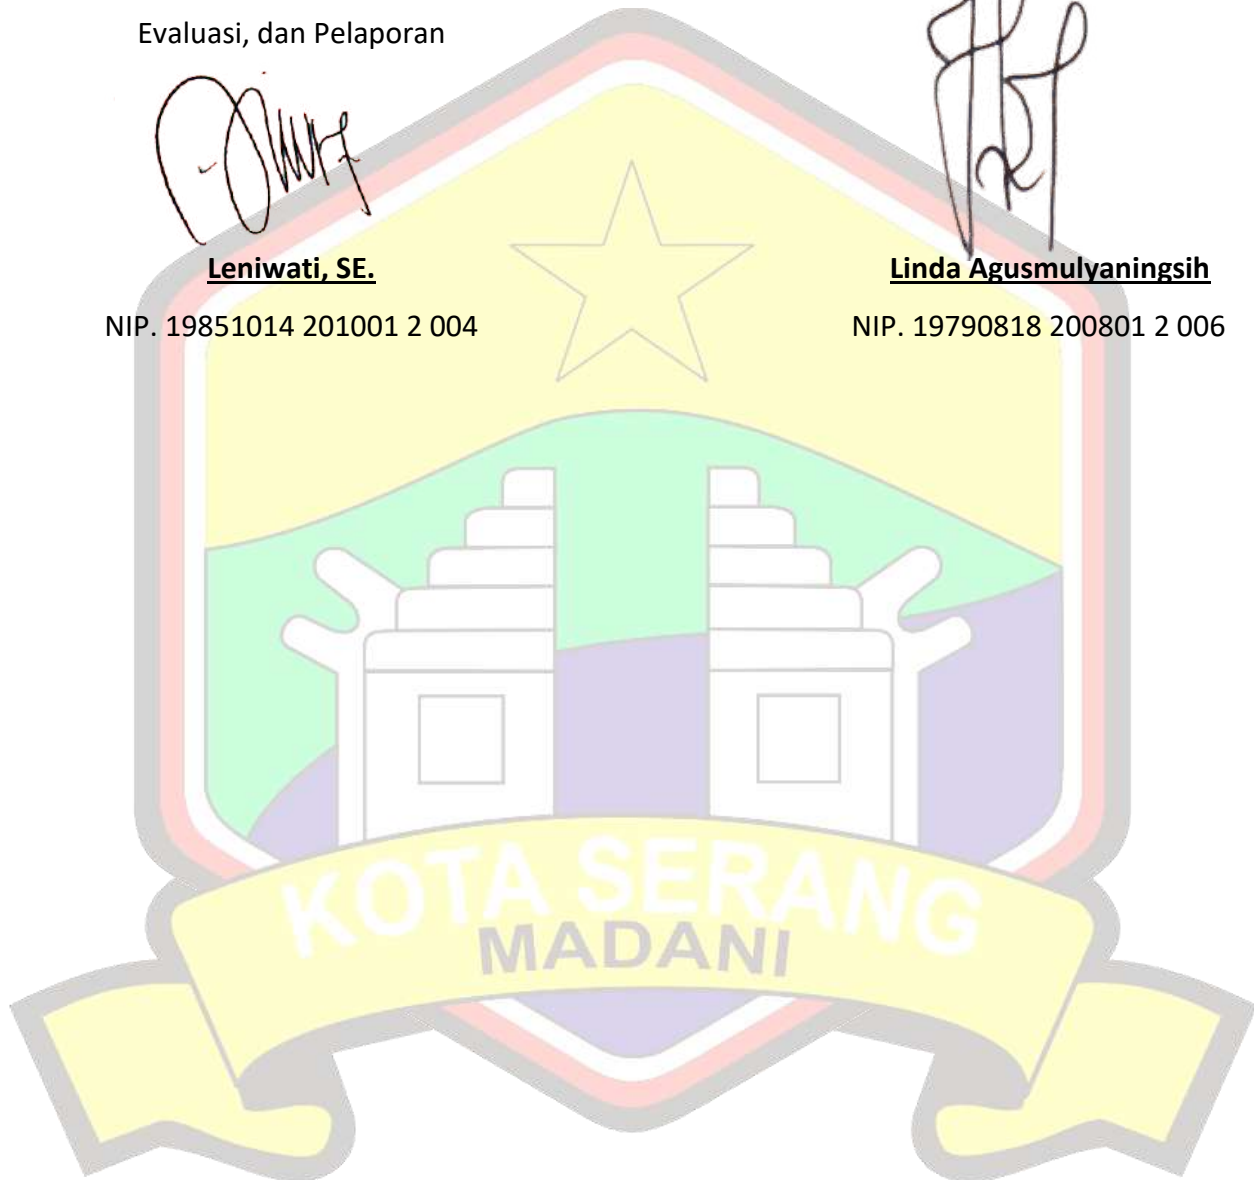 Evaluasi, dan Pelaporan
Leniwati, SE.
Linda Agusmulyaningsih
NIP. 19851014 201001 2 004
NIP. 19790818 200801 2 006
KOTA SERANG
MADANI